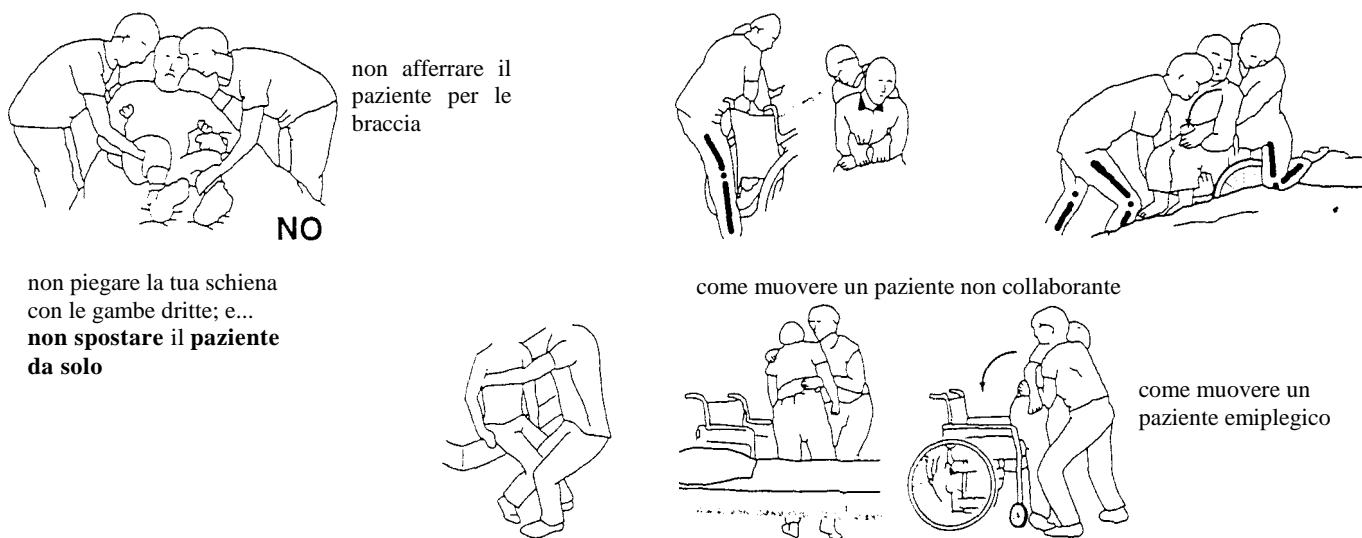 non afferrare il
paziente per le
braccia
NO
non piegare la tua schiena
con le gambe dritte; e...
non spostare il paziente
da solo
come muovere un paziente non collaborante
come muovere un
paziente emiplegico